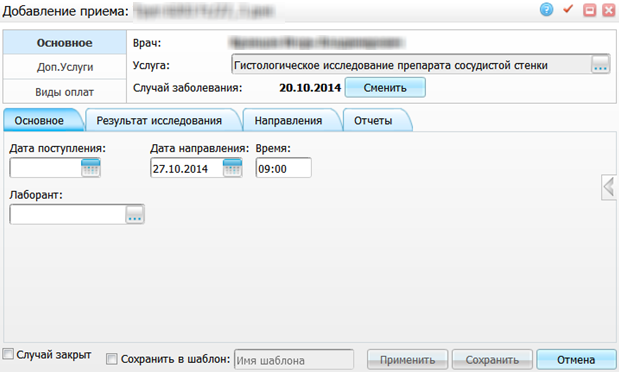 Добавление приема:
Основное
Доп.Услуги
Виды оплат
Врач:
Услуга: Гистологическое исследование препарата сосудистой стенки ...
Случай заболевания: 20.10.2014 Сменить
Основное Результат исследования Направления Отчеты
Дата поступления: Дата направления: Время:
27.10.2014 09:00
Лаборант:
...
Случай закрыт Сохранить в шаблон: Имя шаблона Применить Сохранить Отмена